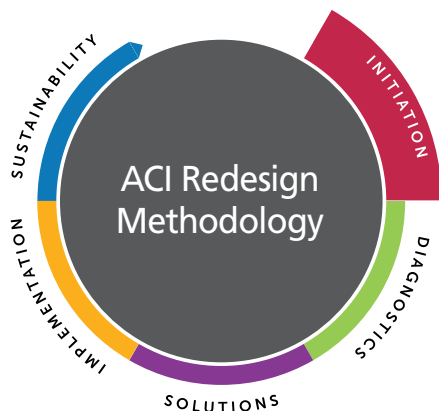 ACI Redesign
Methodology
INITIATION
DIAGNOSTICS
SOLUTIONS
IMPLEMENTATION
SUSTAINABILITY